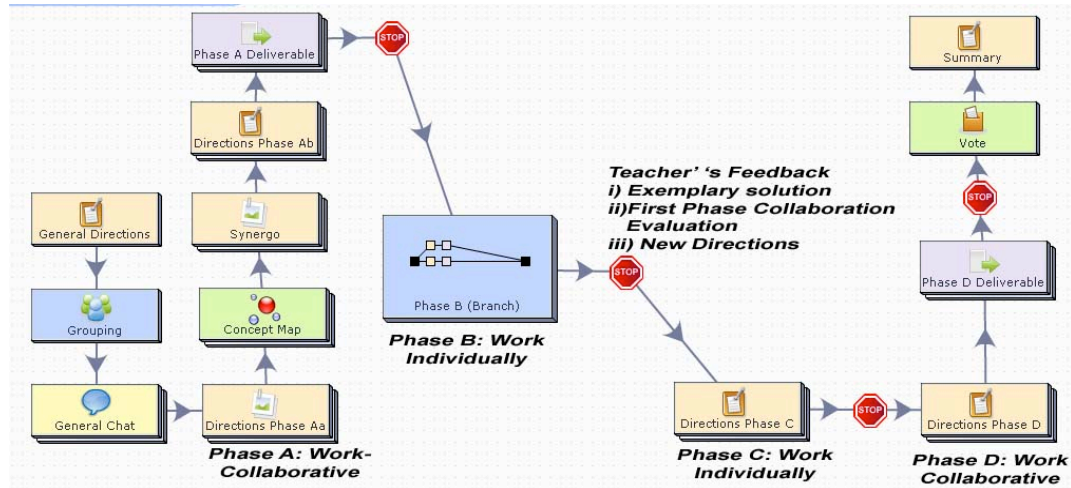 General Directions
Grouping
General Chat
Directions Phase Aa
Phase A: Work-
Collaborative
Concept Map
Synergo
Directions Phase Ab
Phase A Deliverable
STOP
Phase B (Branch)
Phase B: Work
Individually
Teacher’ ‘s Feedback
i) Exemplary solution
ii)First Phase Collaboration
Evaluation
iii) New Directions
STOP
Directions Phase C
Phase C: Work
Individually
STOP
Directions Phase D
Phase D: Work
Collaborative
Phase D Deliverable
STOP
Vote
Summary